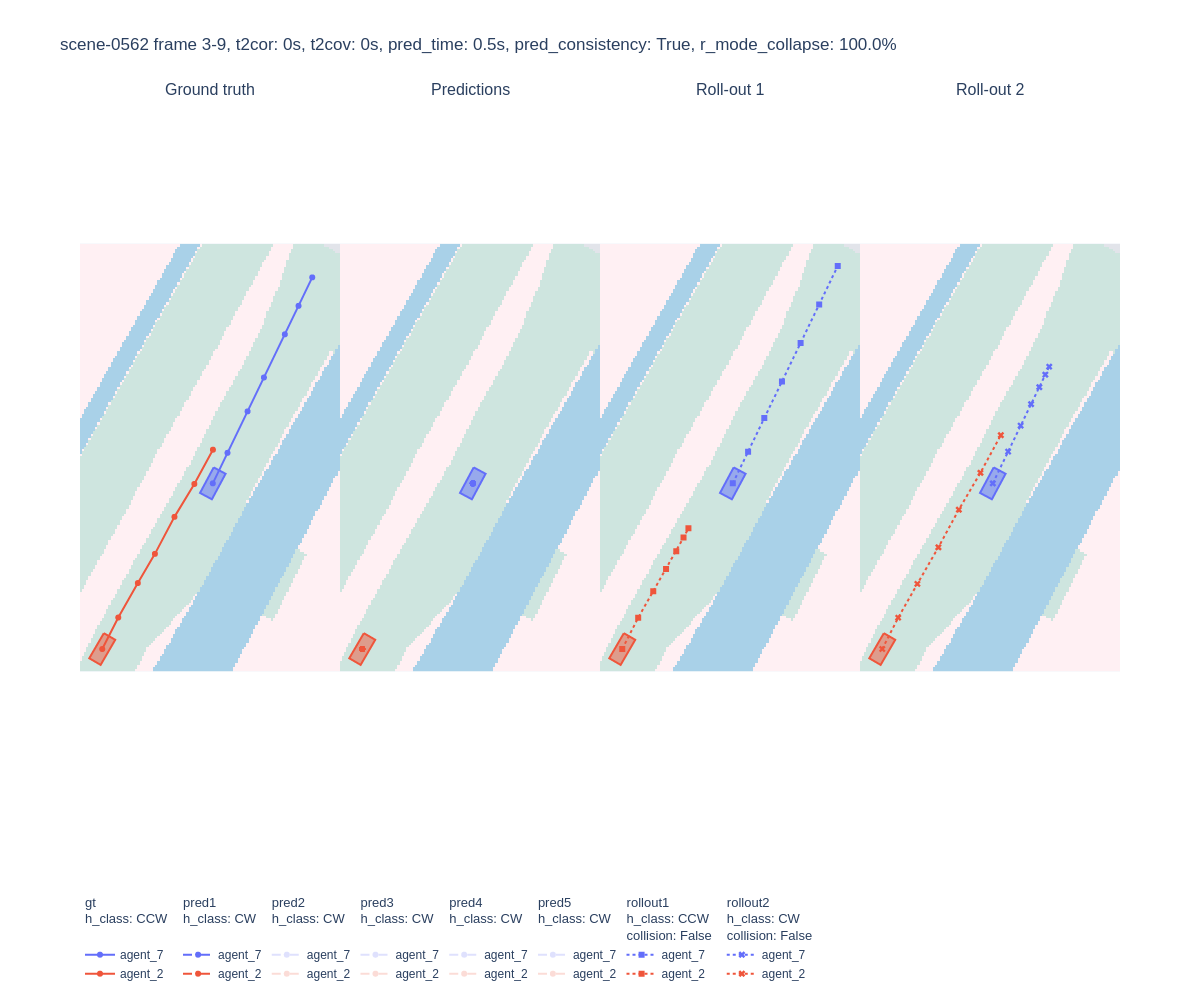 scene-0562 frame 3-9, t2cor: 0s, t2cov: 0s, pred_time: 0.5s, pred_consistency: True, r_mode_collapse: 100.0%
Ground truth
Predictions
Roll-out 1
Roll-out 2
gt
h_class: CCW
agent_7
agent_2
pred1
h_class: CW
agent_7
agent_2
pred2
h_class: CW
agent_7
agent_2
pred3
h_class: CW
agent_7
agent_2
pred4
h_class: CW
agent_7
agent_2
pred5
h_class: CW
agent_7
agent_2
rollout1
h_class: CCW
collision: False
agent_7
agent_2
rollout2
h_class: CW
collision: False
agent_7
agent_2